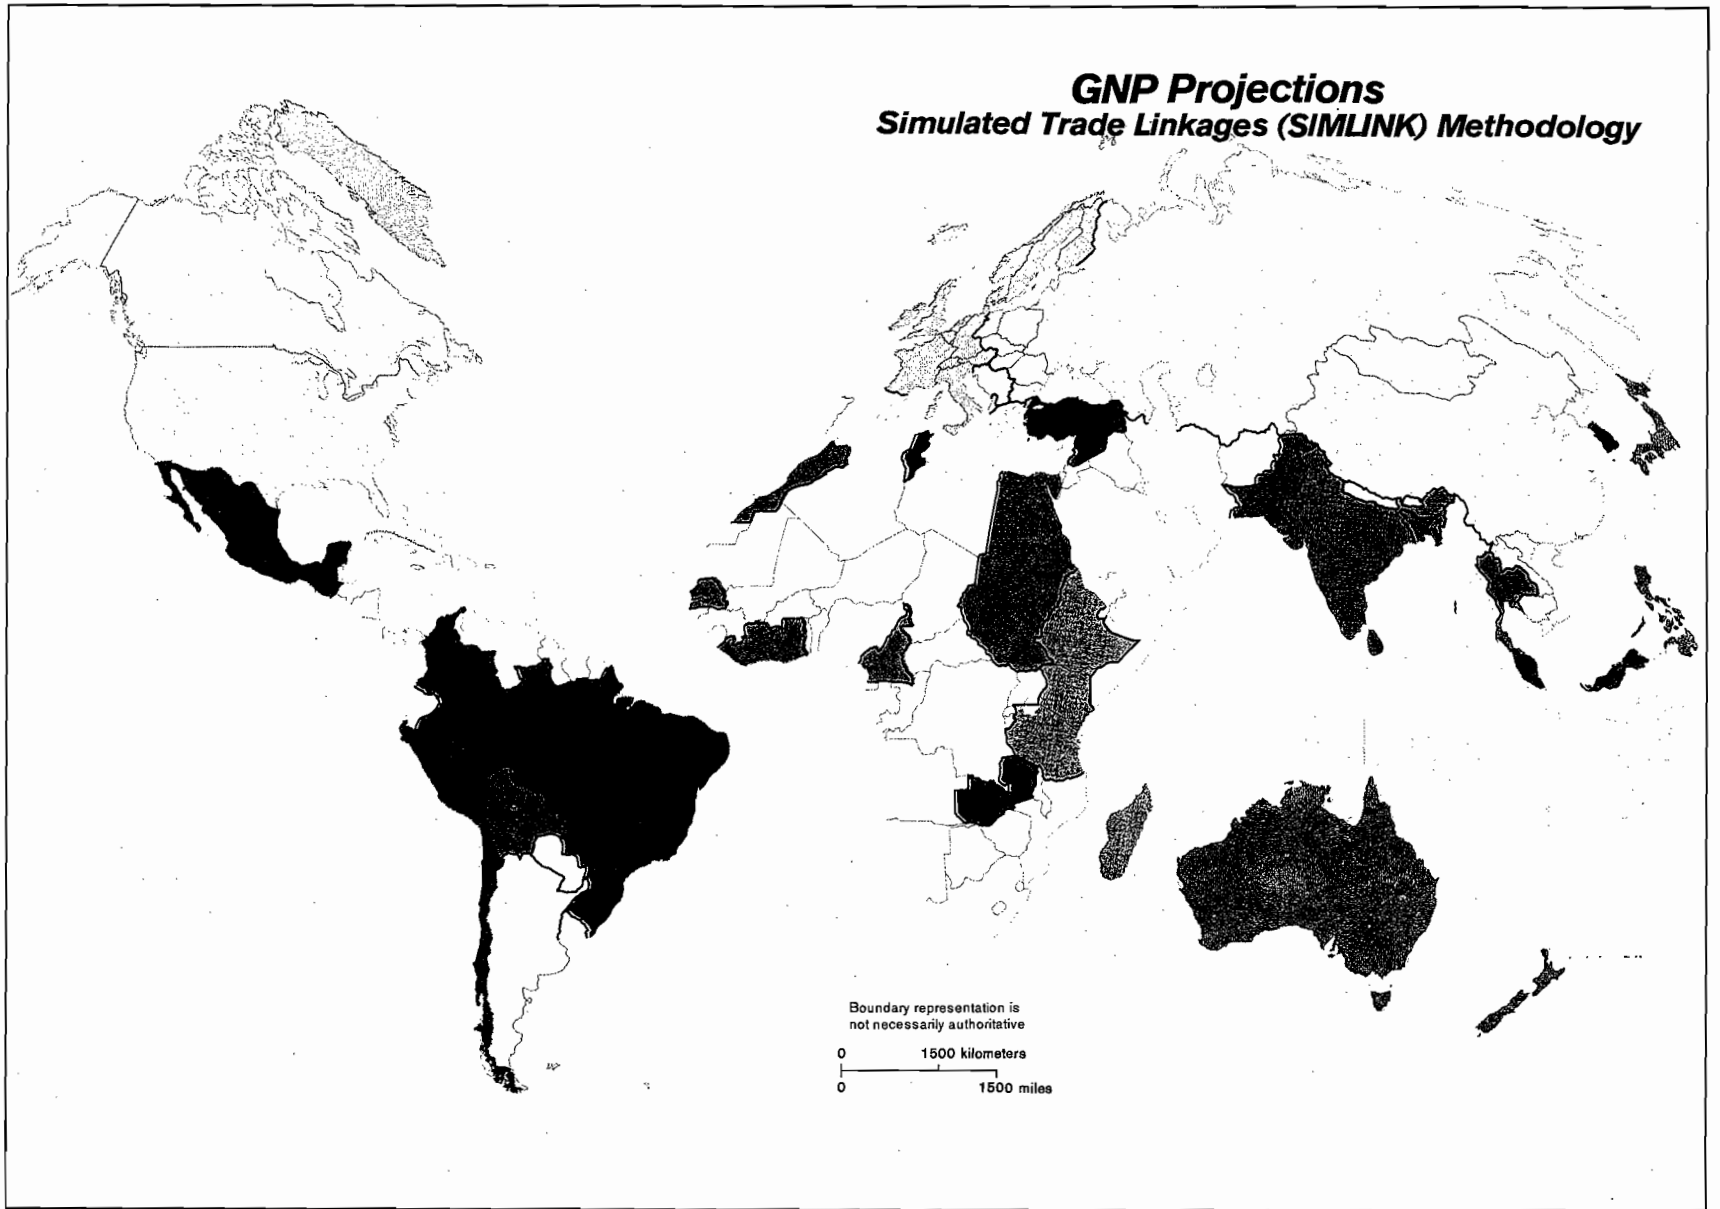 GNP Projections
Simulated Trade Linkages (SIMLINK) Methodology
Boundary representation is
not necessarily authoritative
0 1500 kilometers
0 1500 miles